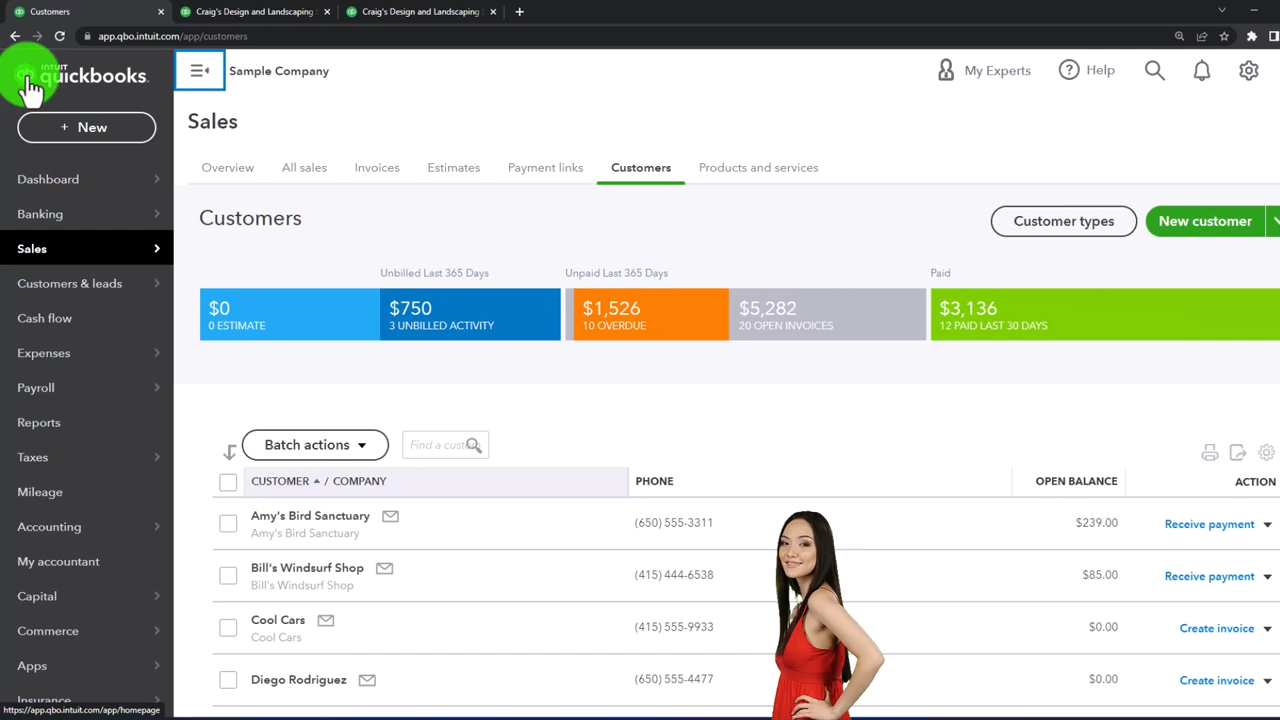 Customers
Craig's Design and Landscaping
Craig's Design and Landscaping
app.qbo.intuit.com/app/customers
INTUIT
quickbooks.
Sample Company
My Experts
Help
+ New
Sales
Overview
All sales
Invoices
Estimates
Payment links
Customers
Products and services
Dashboard
Banking
Sales
Customers & leads
Cash flow
Expenses
Payroll
Reports
Taxes
Mileage
Accounting
My accountant
Capital
Commerce
Apps
Insurance
https://app.qbo.intuit.com/app/homepage
Customers
Customer types
New customer
Unbilled Last 365 Days
Unpaid Last 365 Days
Paid
$0
0 ESTIMATE
$750
3 UNBILLED ACTIVITY
$1,526
10 OVERDUE
$5,282
20 OPEN INVOICES
$3,136
12 PAID LAST 30 DAYS
Batch actions
Find a custo
CUSTOMER / COMPANY PHONE OPEN BALANCE ACTION
Amy's Bird Sanctuary (650) 555-3311 $239.00 Receive payment
Amy's Bird Sanctuary
Bill's Windsurf Shop (415) 444-6538 $85.00 Receive payment
Bill's Windsurf Shop
Cool Cars (415) 555-9933 $0.00 Create invoice
Cool Cars
Diego Rodriguez (650) 555-4477 $0.00 Create invoice